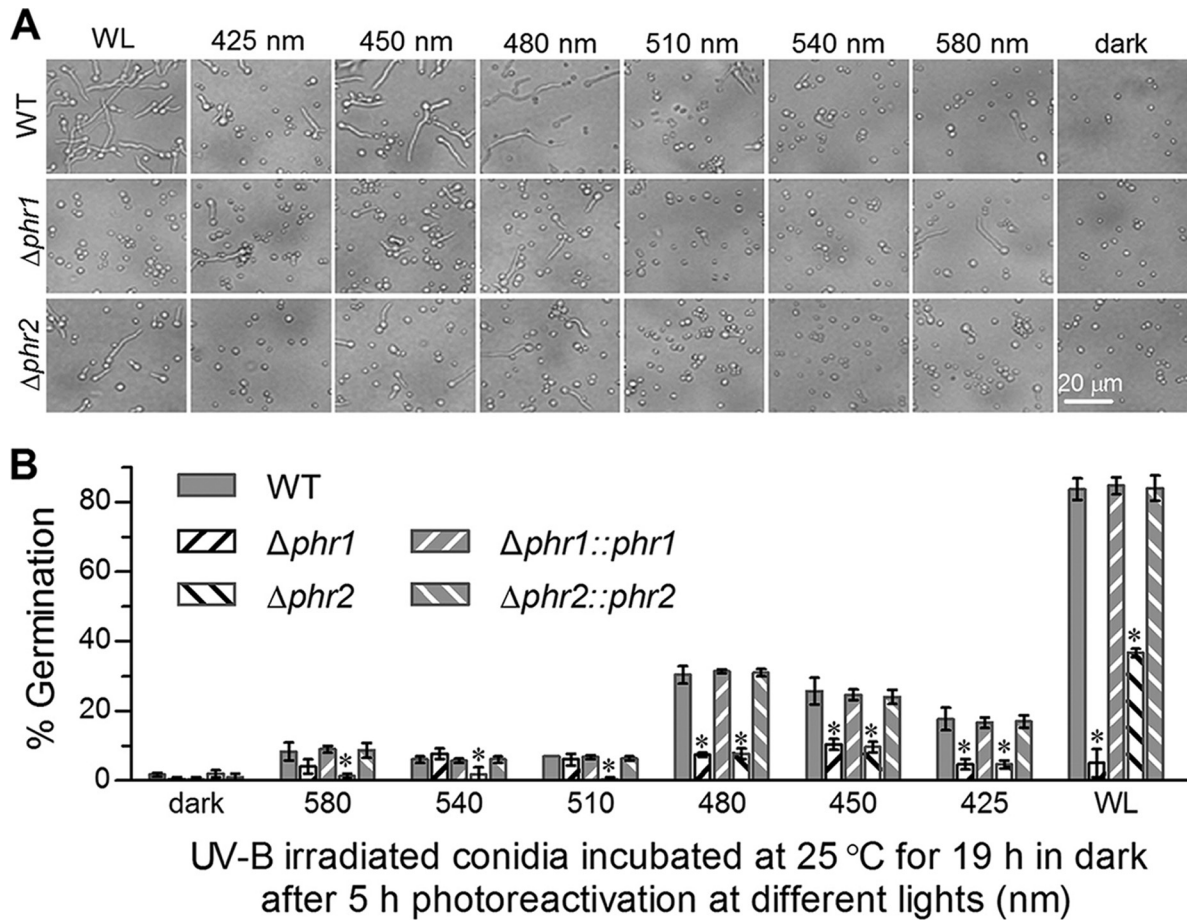 A
WL 425 nm 450 nm 480 nm 510 nm 540 nm 580 nm dark
WT
Δphr1
Δphr2
20 μm
B
% Germination
80
60
40
20
0
WT
Δphr1 Δphr1::phr1
Δphr2 Δphr2::phr2
* * * * * * * * * * *
dark 580 540 510 480 450 425 WL
UV-B irradiated conidia incubated at 25 °C for 19 h in dark
after 5 h photoreactivation at different lights (nm)